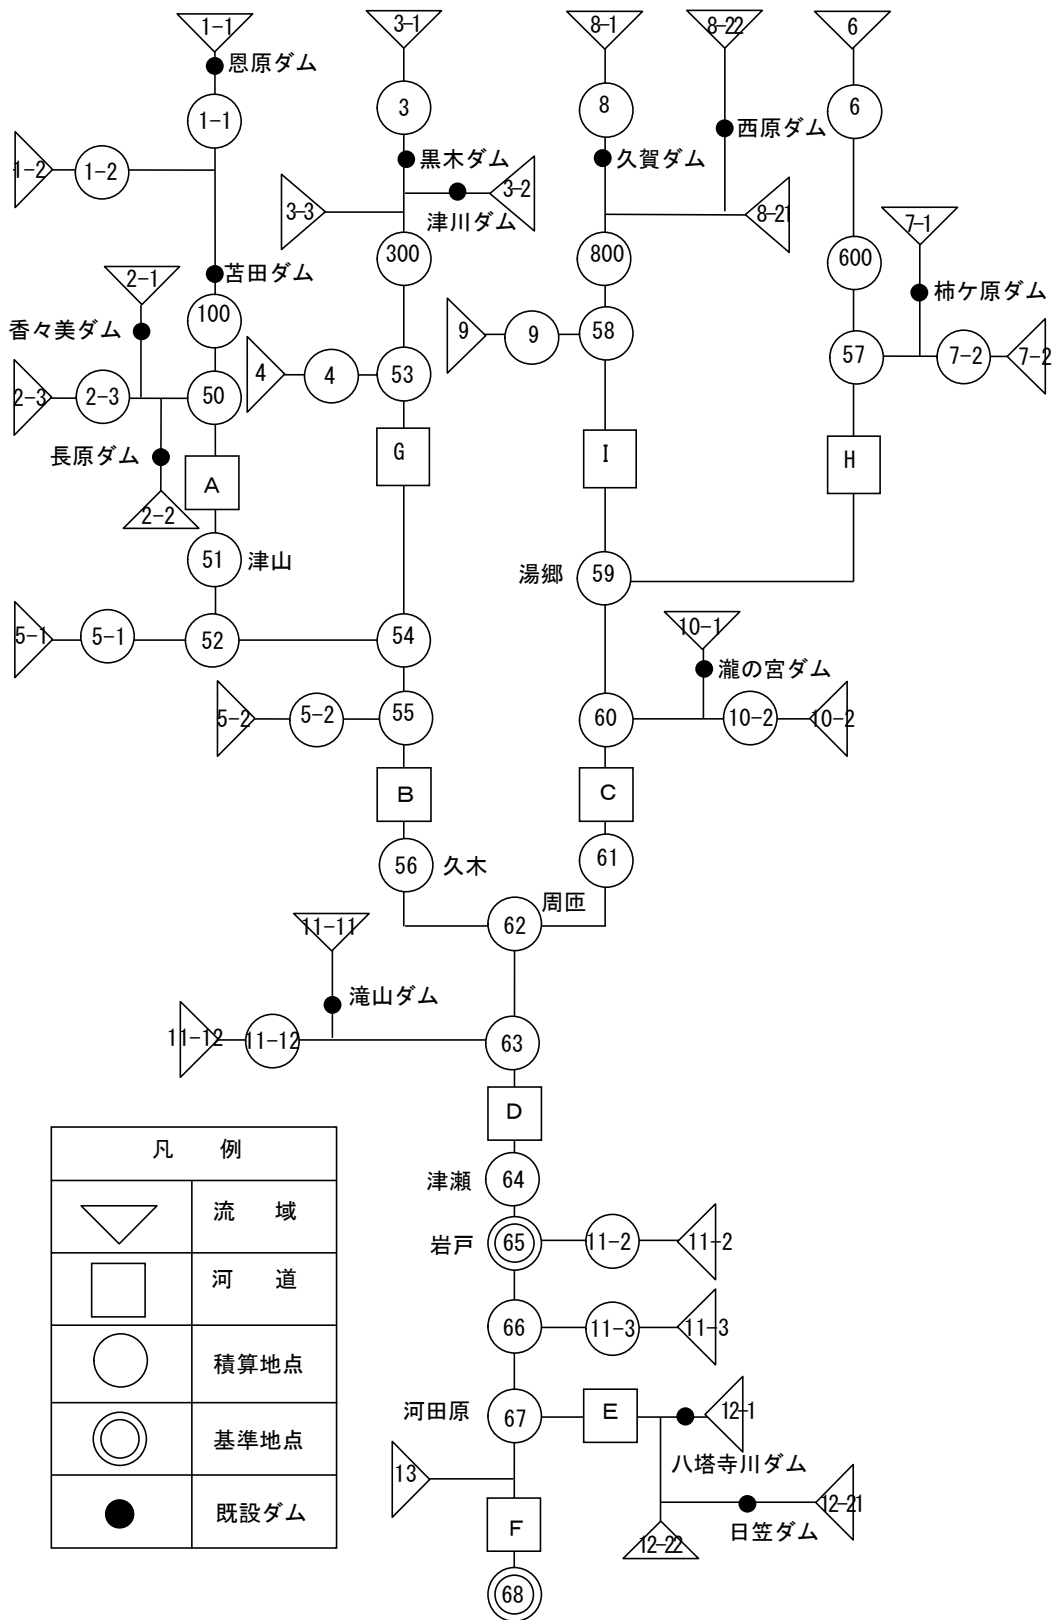 1-1
3-1
8-1
8-22
6
恩原ダム
1-1
3
8
6
西原ダム
1-2
1-2
黒木ダム
久賀ダム
3-2
津川ダム
3-3
8-21
7-1
300
800
600
苫田ダム
2-1
柿ケ原ダム
香々美ダム
100
9
9
58
57
7-2
7-2
4
4
53
2-3
2-3
50
長原ダム
A
G
I
H
2-2
51
津山
湯郷
59
5-1
5-1
52
54
10-1
瀧の宮ダム
5-2
5-2
55
60
10-2
10-2
B
C
56
久木
61
周匝
62
11-11
滝山ダム
11-12
11-12
63
D
凡 例
流 域
河 道
積算地点
基準地点
既設ダム
津瀬
64
岩戸
65
11-2
11-2
66
11-3
11-3
河田原
67
E
12-1
八塔寺川ダム
13
12-21
日笠ダム
F
12-22
68